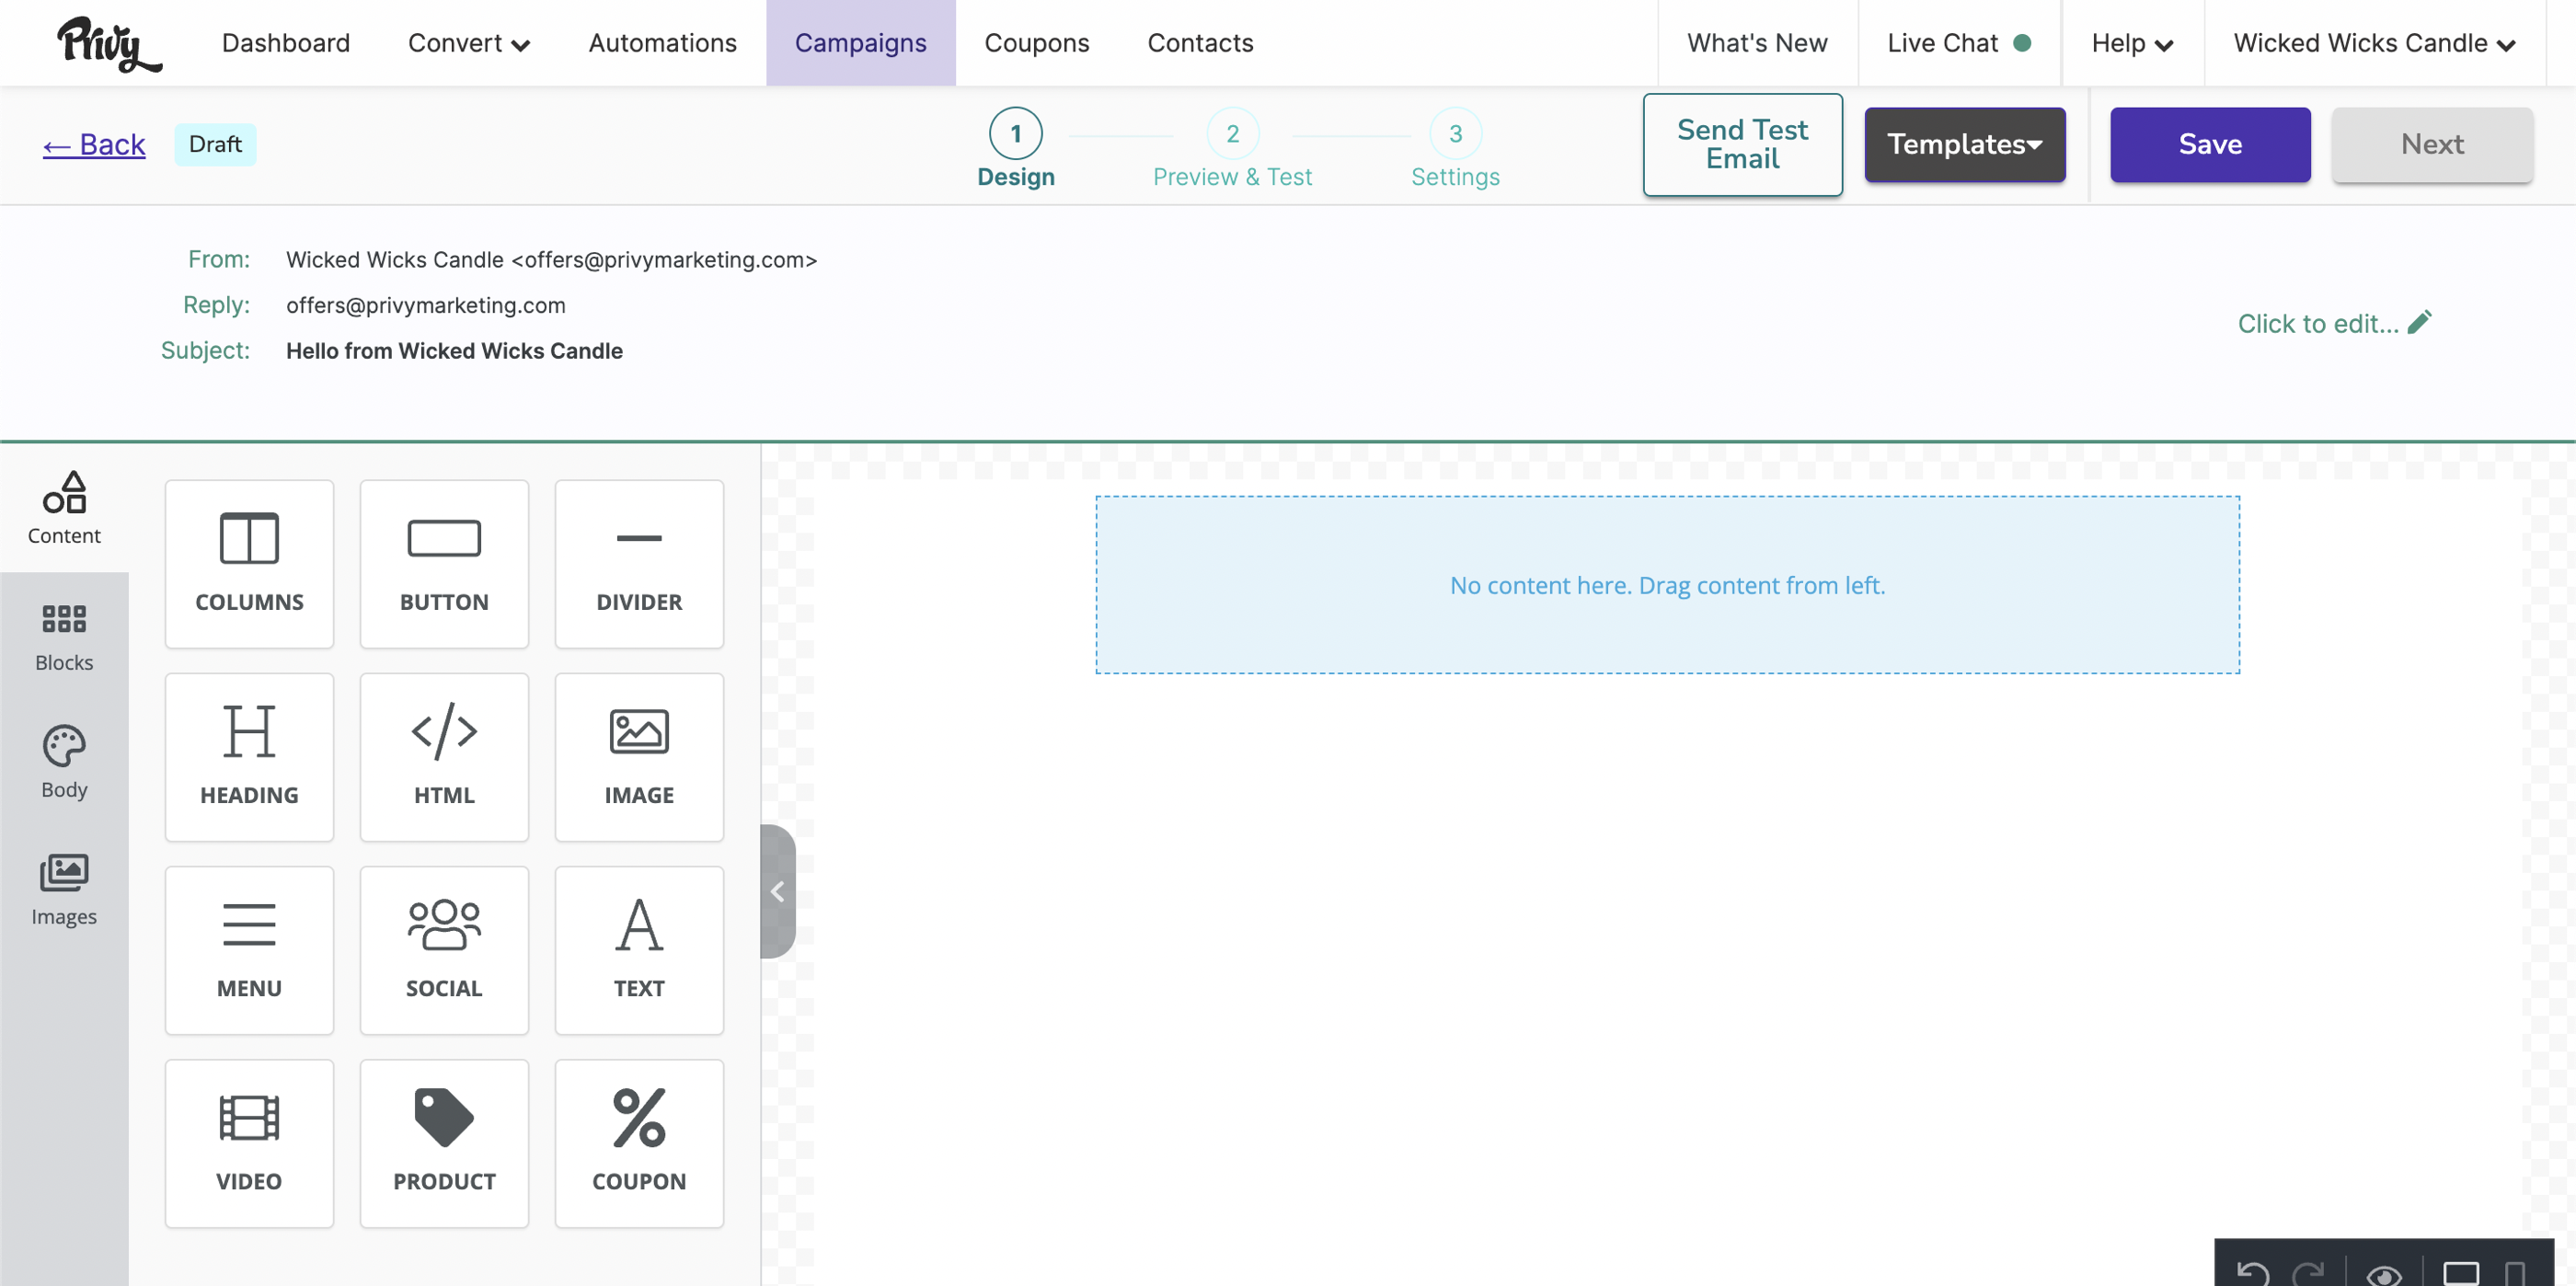 Privy Dashboard Convert Automations Campaigns Coupons Contacts What's New Live Chat Help Wicked Wicks Candle
← Back Draft
1 2 3
Design Preview & Test Settings
Send Test
Email
Templates
Save
Next
From: Wicked Wicks Candle <offers@privymarketing.com>
Reply: offers@privymarketing.com
Subject: Hello from Wicked Wicks Candle
Click to edit...
Content
Blocks
Body
Images
COLUMNS BUTTON DIVIDER
HEADING HTML IMAGE
MENU SOCIAL TEXT
VIDEO PRODUCT COUPON
No content here. Drag content from left.